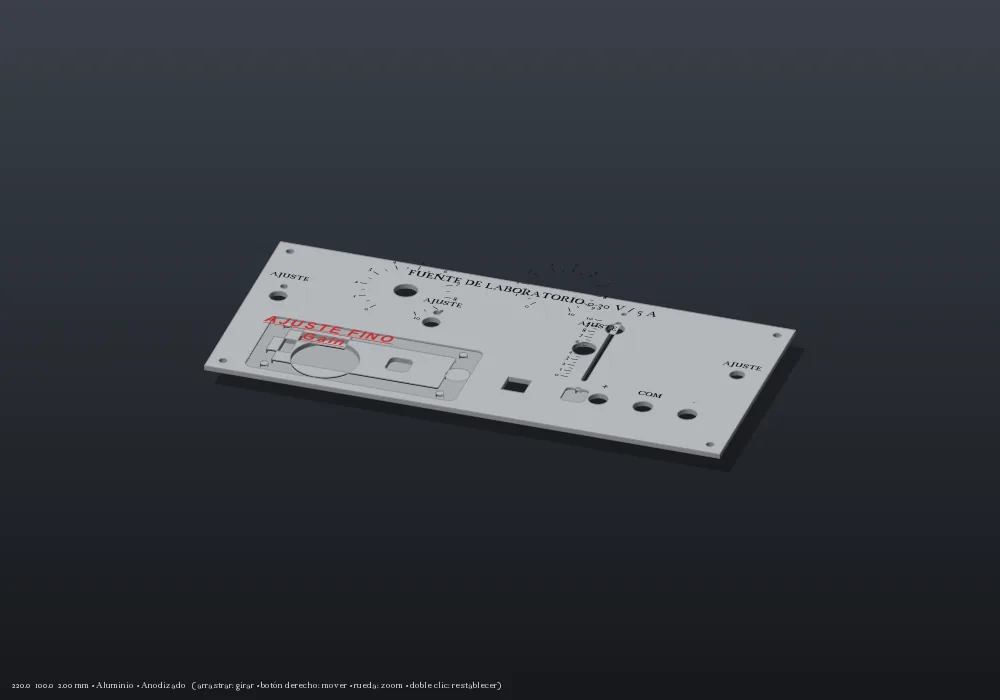 AJUSTE
FUENTE DE LABORATORIO 0-30 V / 5 A
AJUSTE
AJUSTE
AJUSTE FINO
Gain
AJUSTE
+
COM
-
220.0 100.0 2.00 mm • Aluminio • Anodizado (arrastrar: girar • botón derecho: mover • rueda: zoom • doble clic: restablecer)